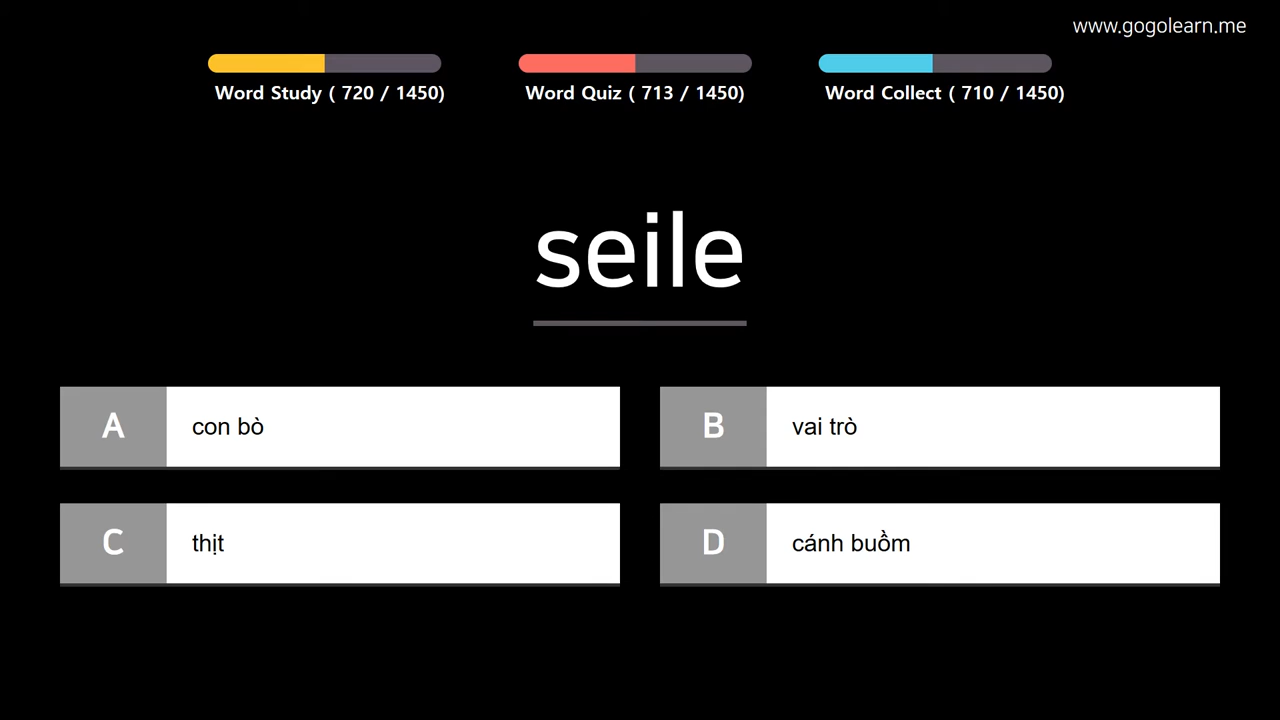 www.gogolearn.me
Word Study ( 720 / 1450)
Word Quiz ( 713 / 1450)
Word Collect ( 710 / 1450)
seile
A con bò
B vai trò
C thịt
D cánh buồm